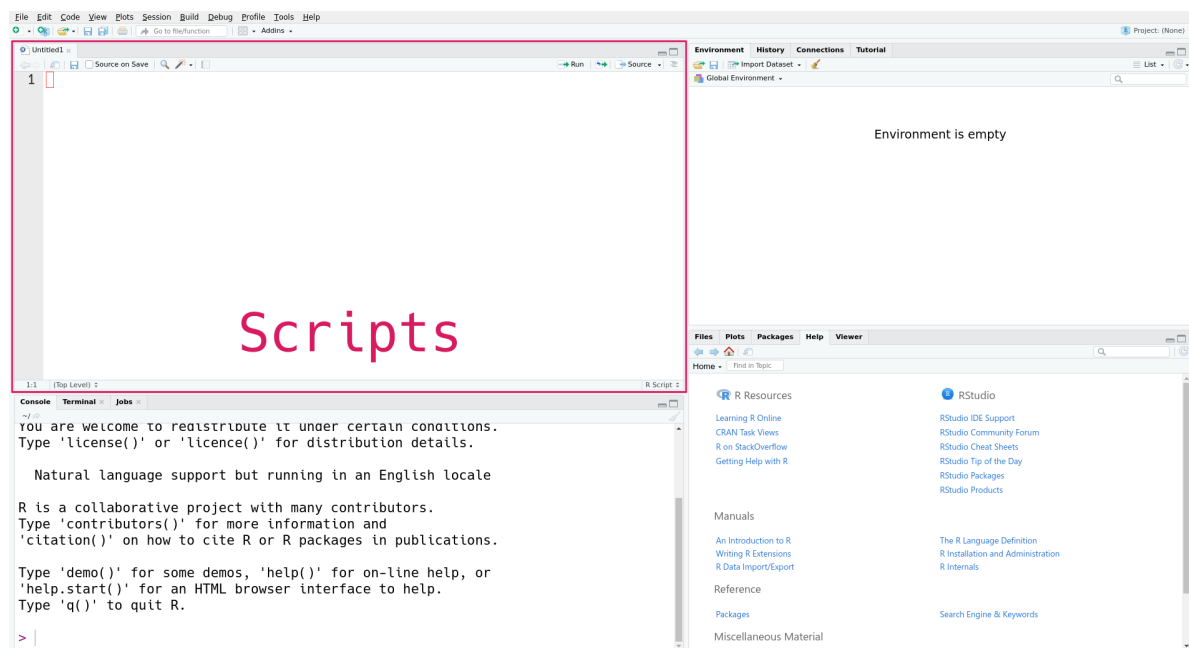 File Edit Code View Plots Session Build Debug Profile Tools Help
Go to file/function Addins Project: (None)
Untitled1
Source on Save Run Source
1
Scripts
1:1 (Top Level) R Script
Console Terminal Jobs
~/
You are welcome to redistribute it under certain conditions.
Type 'license()' or 'licence()' for distribution details.
Natural language support but running in an English locale
R is a collaborative project with many contributors.
Type 'contributors()' for more information and
'citation()' on how to cite R or R packages in publications.
Type 'demo()' for some demos, 'help()' for on-line help, or
'help.start()' for an HTML browser interface to help.
Type 'q()' to quit R.
>
Environment History Connections Tutorial
Import Dataset List
Global Environment
Environment is empty
Files Plots Packages Help Viewer
Home Find in Topic
R R Resources
Learning R Online
CRAN Task Views
R on StackOverflow
Getting Help with R
R RStudio
RStudio IDE Support
RStudio Community Forum
RStudio Cheat Sheets
RStudio Tip of the Day
RStudio Packages
RStudio Products
Manuals
An Introduction to R The R Language Definition
Writing R Extensions R Installation and Administration
R Data Import/Export R Internals
Reference
Packages Search Engine & Keywords
Miscellaneous Material